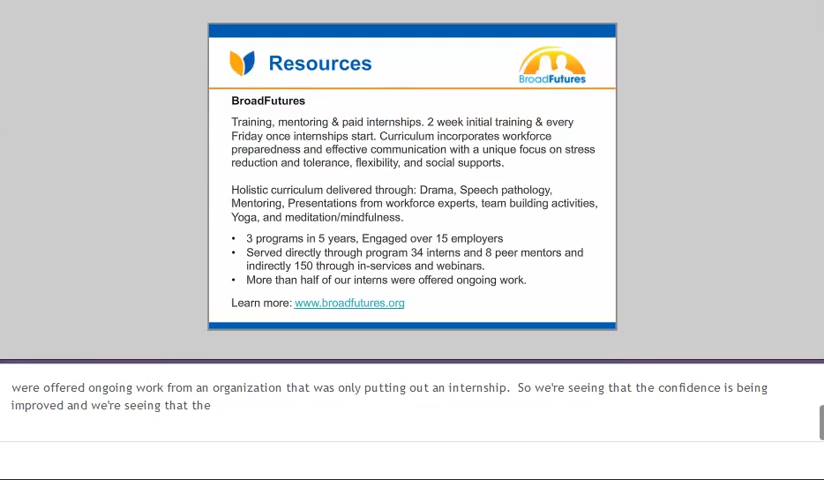 Resources
BroadFutures
BroadFutures
Training, mentoring & paid internships. 2 week initial training & every
Friday once internships start. Curriculum incorporates workforce
preparedness and effective communication with a unique focus on stress
reduction and tolerance, flexibility, and social supports.
Holistic curriculum delivered through: Drama, Speech pathology,
Mentoring, Presentations from workforce experts, team building activities,
Yoga, and meditation/mindfulness.
• 3 programs in 5 years, Engaged over 15 employers
• Served directly through program 34 interns and 8 peer mentors and
indirectly 150 through in-services and webinars.
• More than half of our interns were offered ongoing work.
Learn more: www.broadfutures.org
were offered ongoing work from an organization that was only putting out an internship.  So we're seeing that the confidence is being
improved and we're seeing that the